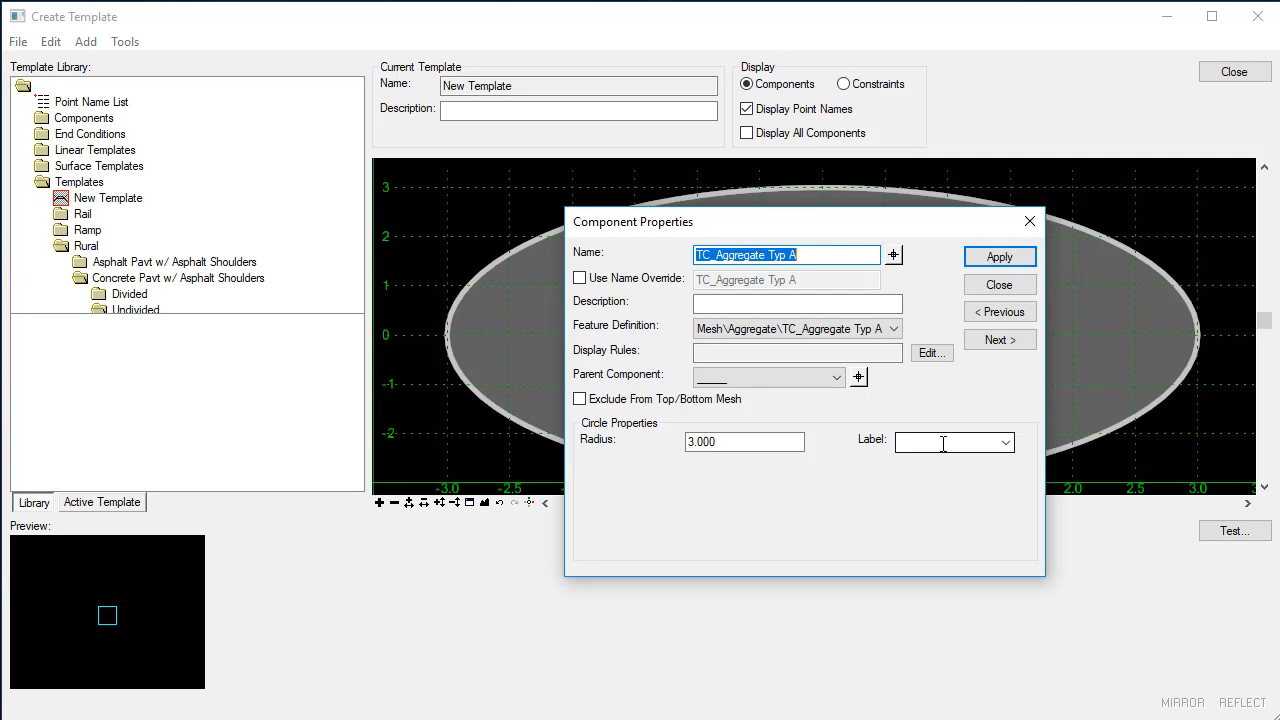 Create Template
File Edit Add Tools
Template Library:
Point Name List
Components
End Conditions
Linear Templates
Surface Templates
Templates
New Template
Rail
Ramp
Rural
Asphalt Pavt w/ Asphalt Shoulders
Concrete Pavt w/ Asphalt Shoulders
Divided
Undivided
Library Active Template
Preview:
Current Template
Name: New Template
Description:
Display
Components Constraints
Display Point Names
Display All Components
Close
3
2
1
0
-1
-2
-3.0 -2.5 2.0 2.5 3.0
Component Properties
Name: TC_Aggregate Typ A
Use Name Override: TC_Aggregate Typ A
Description:
Feature Definition: Mesh\Aggregate\TC_Aggregate Typ A
Display Rules: Edit...
Parent Component:
Exclude From Top/Bottom Mesh
Circle Properties
Radius: 3.000 Label:
Apply
Close
< Previous
Next >
Test...
MIRROR REFLECT